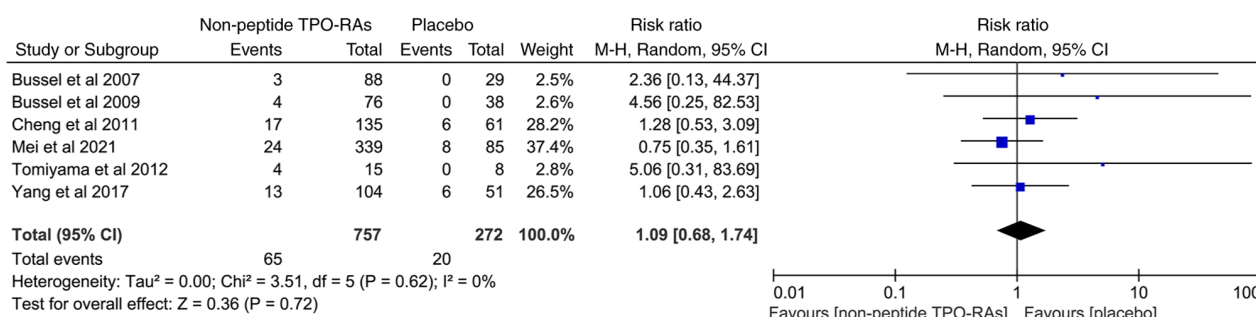 Non-peptide TPO-RAs Placebo Risk ratio Risk ratio
Study or Subgroup Events Total Events Total Weight M-H, Random, 95% CI M-H, Random, 95% CI
Bussel et al 2007 3 88 0 29 2.5% 2.36 [0.13, 44.37]
Bussel et al 2009 4 76 0 38 2.6% 4.56 [0.25, 82.53]
Cheng et al 2011 17 135 6 61 28.2% 1.28 [0.53, 3.09]
Mei et al 2021 24 339 8 85 37.4% 0.75 [0.35, 1.61]
Tomiyama et al 2012 4 15 0 8 2.8% 5.06 [0.31, 83.69]
Yang et al 2017 13 104 6 51 26.5% 1.06 [0.43, 2.63]
Total (95% CI) 757 272 100.0% 1.09 [0.68, 1.74]
Total events 65 20
Heterogeneity: Tau² = 0.00; Chi² = 3.51, df = 5 (P = 0.62); I² = 0%
Test for overall effect: Z = 0.36 (P = 0.72)
0.01 0.1 1 10 100
Favours [non-peptide TPO-RAs] Favours [placebo]